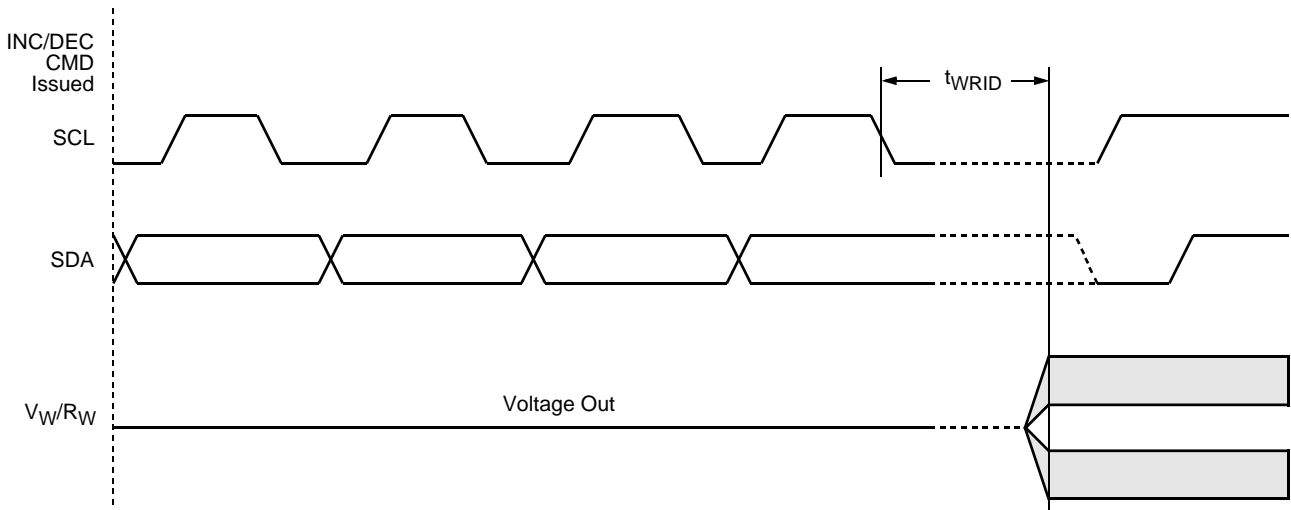 INC/DEC
CMD
Issued
tWRID
SCL
SDA
Voltage Out
VW/RW